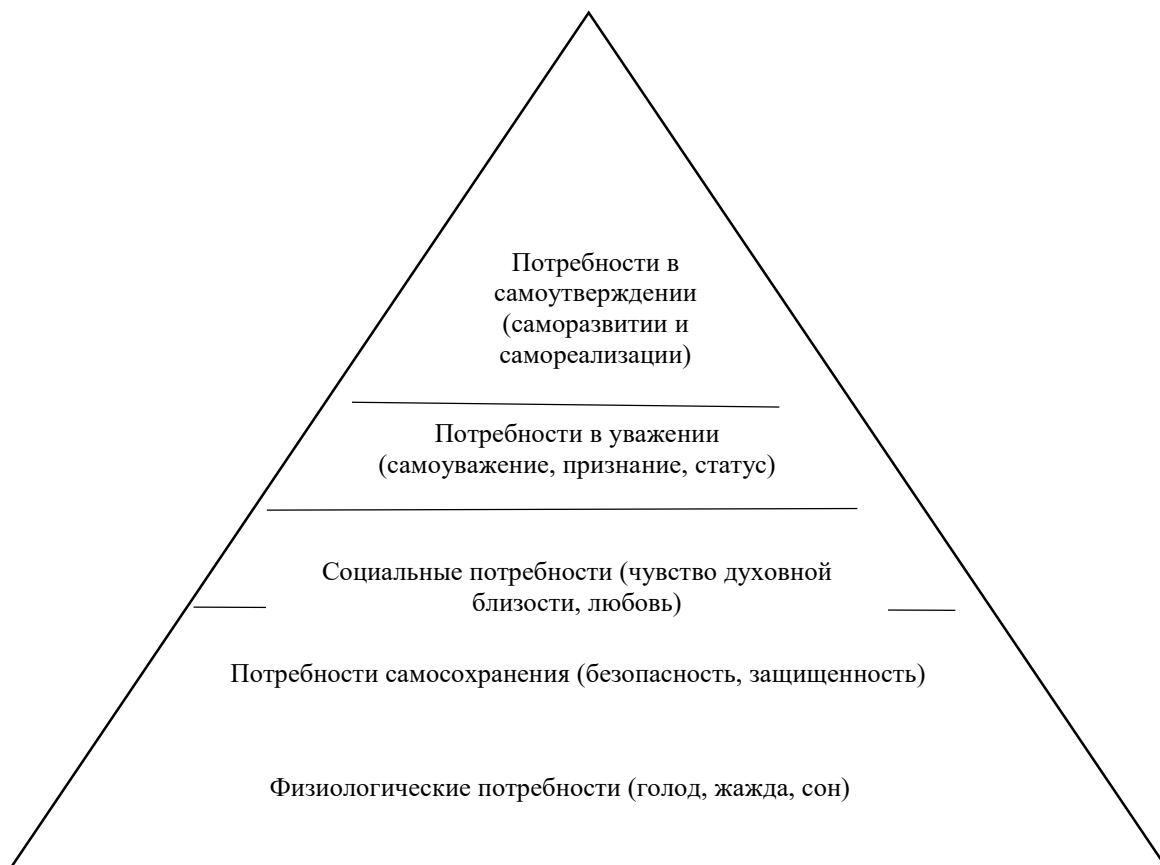 Потребности в
самоутверждении
(саморазвитии и
самореализации)
Потребности в уважении
(самоуважение, признание, статус)
Социальные потребности (чувство духовной
близости, любовь)
Потребности самосохранения (безопасность, защищенность)
Физиологические потребности (голод, жажда, сон)